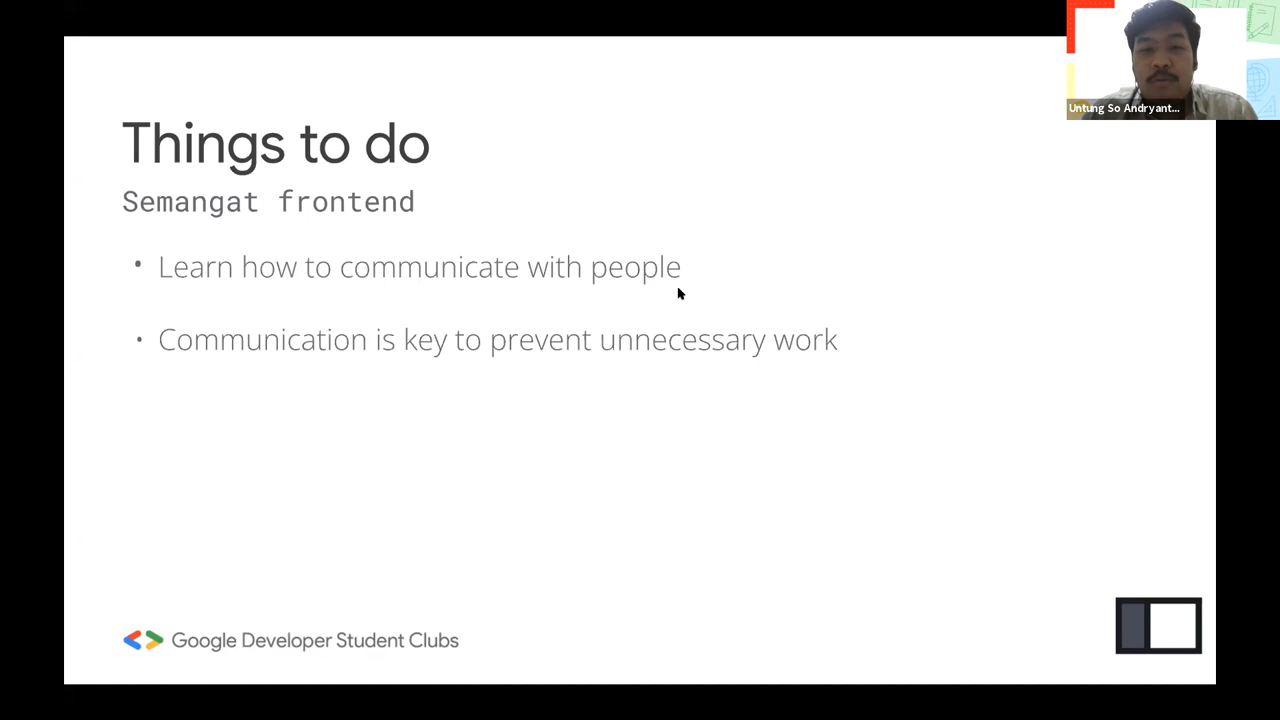 Untung So Andryant...
Things to do
Semangat frontend
• Learn how to communicate with people
• Communication is key to prevent unnecessary work
Google Developer Student Clubs